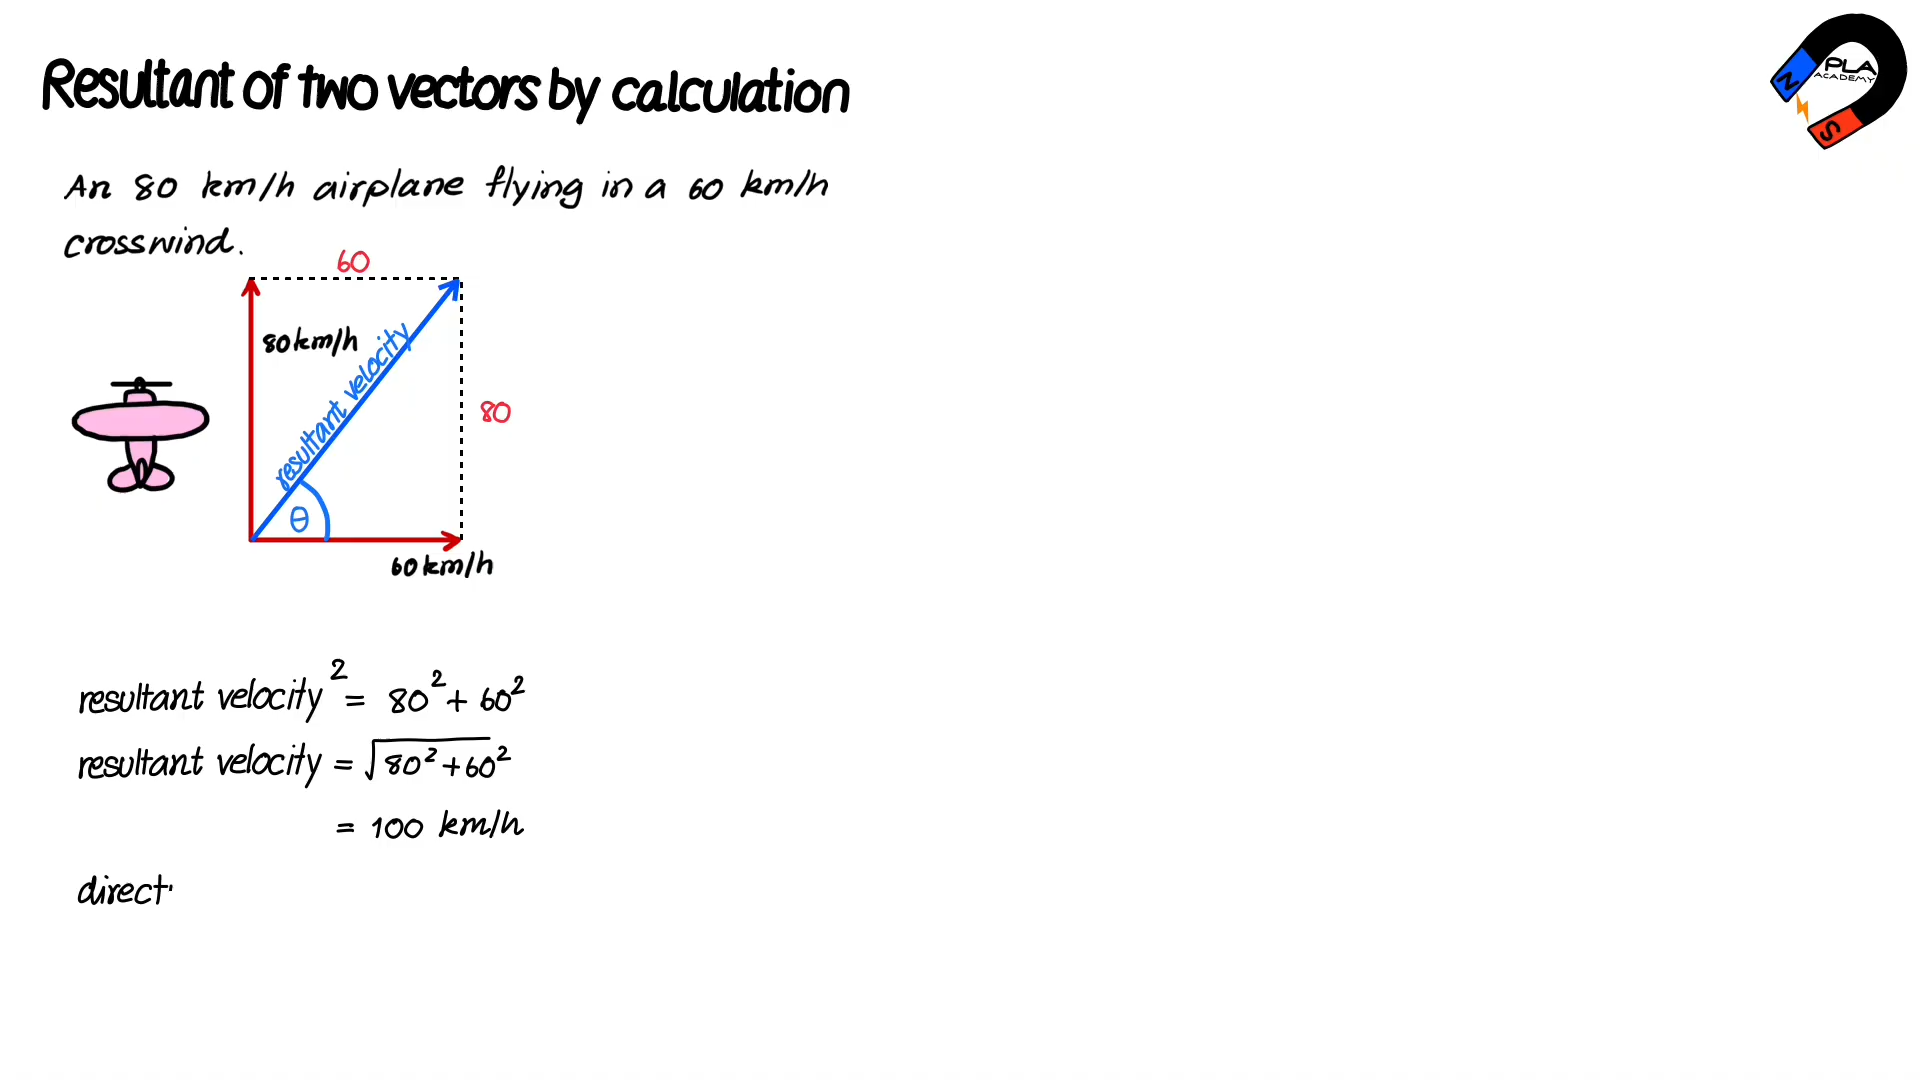 Resultant of two vectors by calculation
PLA
ACADEMY
N
S
An 80 km/h airplane flying in a 60 km/h
crosswind.
60
80km/h
resultant velocity
80
θ
60km/h
resultant velocity² = 80² + 60²
resultant velocity = √80² + 60²
= 100 km/h
direct